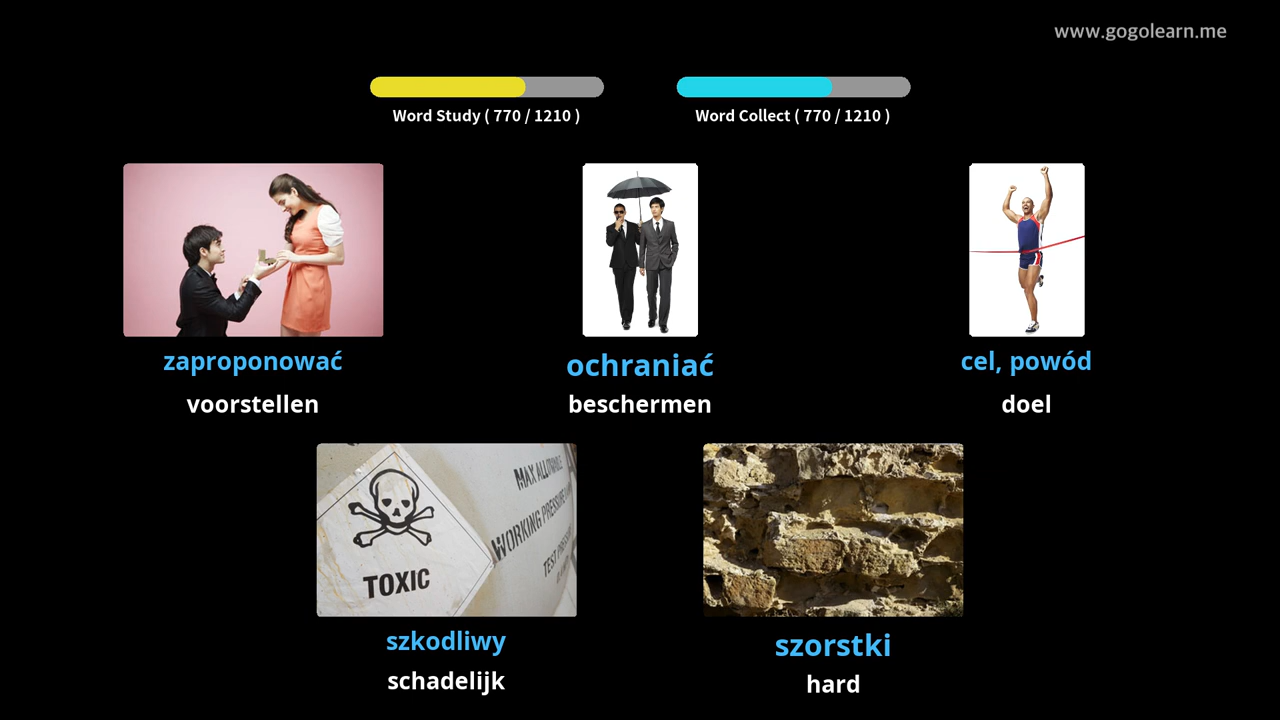 www.gogolearn.me
Word Study ( 770 / 1210 )
Word Collect ( 770 / 1210 )
zaproponować
voorstellen
ochraniać
beschermen
cel, powód
doel
TOXIC
MAX ALLOWABLE
WORKING PRESSURE
szkodliwy
schadelijk
szorstki
hard